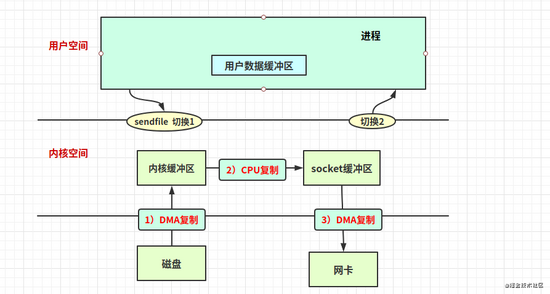 进程
用户空间
用户数据缓冲区
sendfile 切换1
切换2
内核空间
内核缓冲区
2）CPU复制
socket缓冲区
1）DMA复制
3）DMA复制
磁盘
网卡
@掘金技术社区